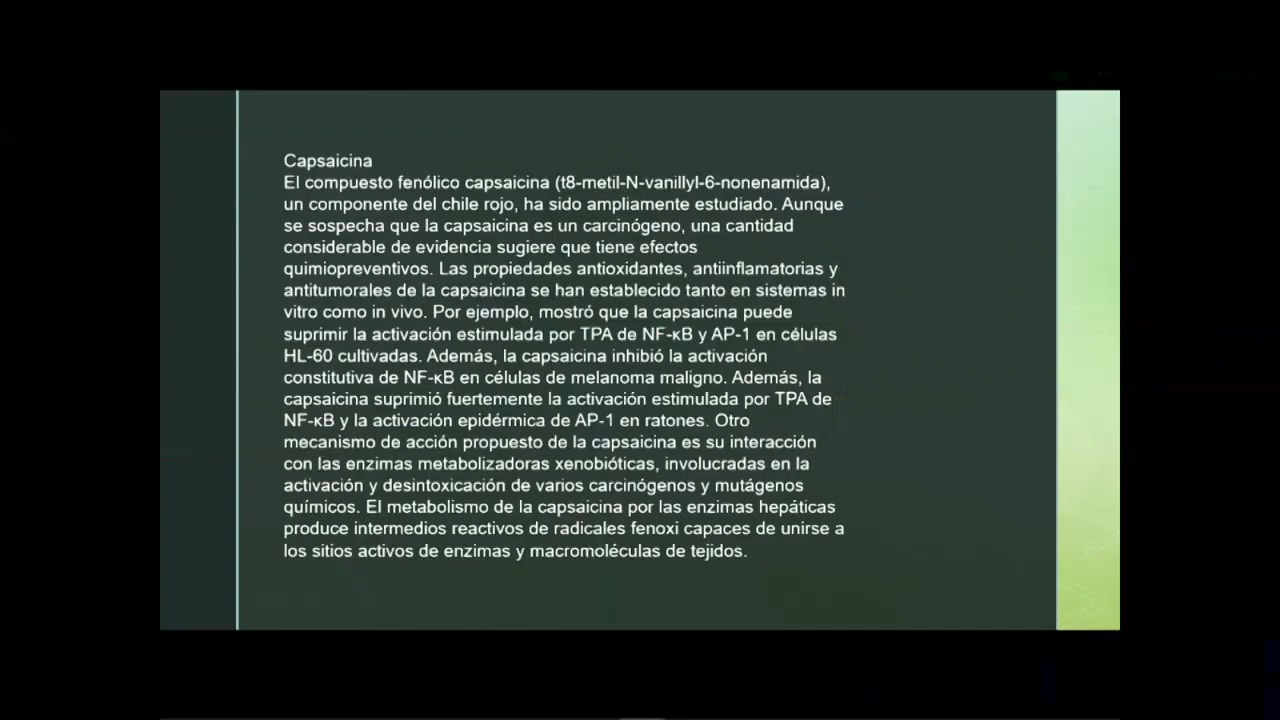 Capsaicina
El compuesto fenólico capsaicina (t8-metil-N-vanillyl-6-nonenamida),
un componente del chile rojo, ha sido ampliamente estudiado. Aunque
se sospecha que la capsaicina es un carcinógeno, una cantidad
considerable de evidencia sugiere que tiene efectos
quimiopreventivos. Las propiedades antioxidantes, antiinflamatorias y
antitumorales de la capsaicina se han establecido tanto en sistemas in
vitro como in vivo. Por ejemplo, mostró que la capsaicina puede
suprimir la activación estimulada por TPA de NF-κB y AP-1 en células
HL-60 cultivadas. Además, la capsaicina inhibió la activación
constitutiva de NF-κB en células de melanoma maligno. Además, la
capsaicina suprimió fuertemente la activación estimulada por TPA de
NF-κB y la activación epidérmica de AP-1 en ratones. Otro
mecanismo de acción propuesto de la capsaicina es su interacción
con las enzimas metabolizadoras xenobióticas, involucradas en la
activación y desintoxicación de varios carcinógenos y mutágenos
químicos. El metabolismo de la capsaicina por las enzimas hepáticas
produce intermedios reactivos de radicales fenoxi capaces de unirse a
los sitios activos de enzimas y macromoléculas de tejidos.